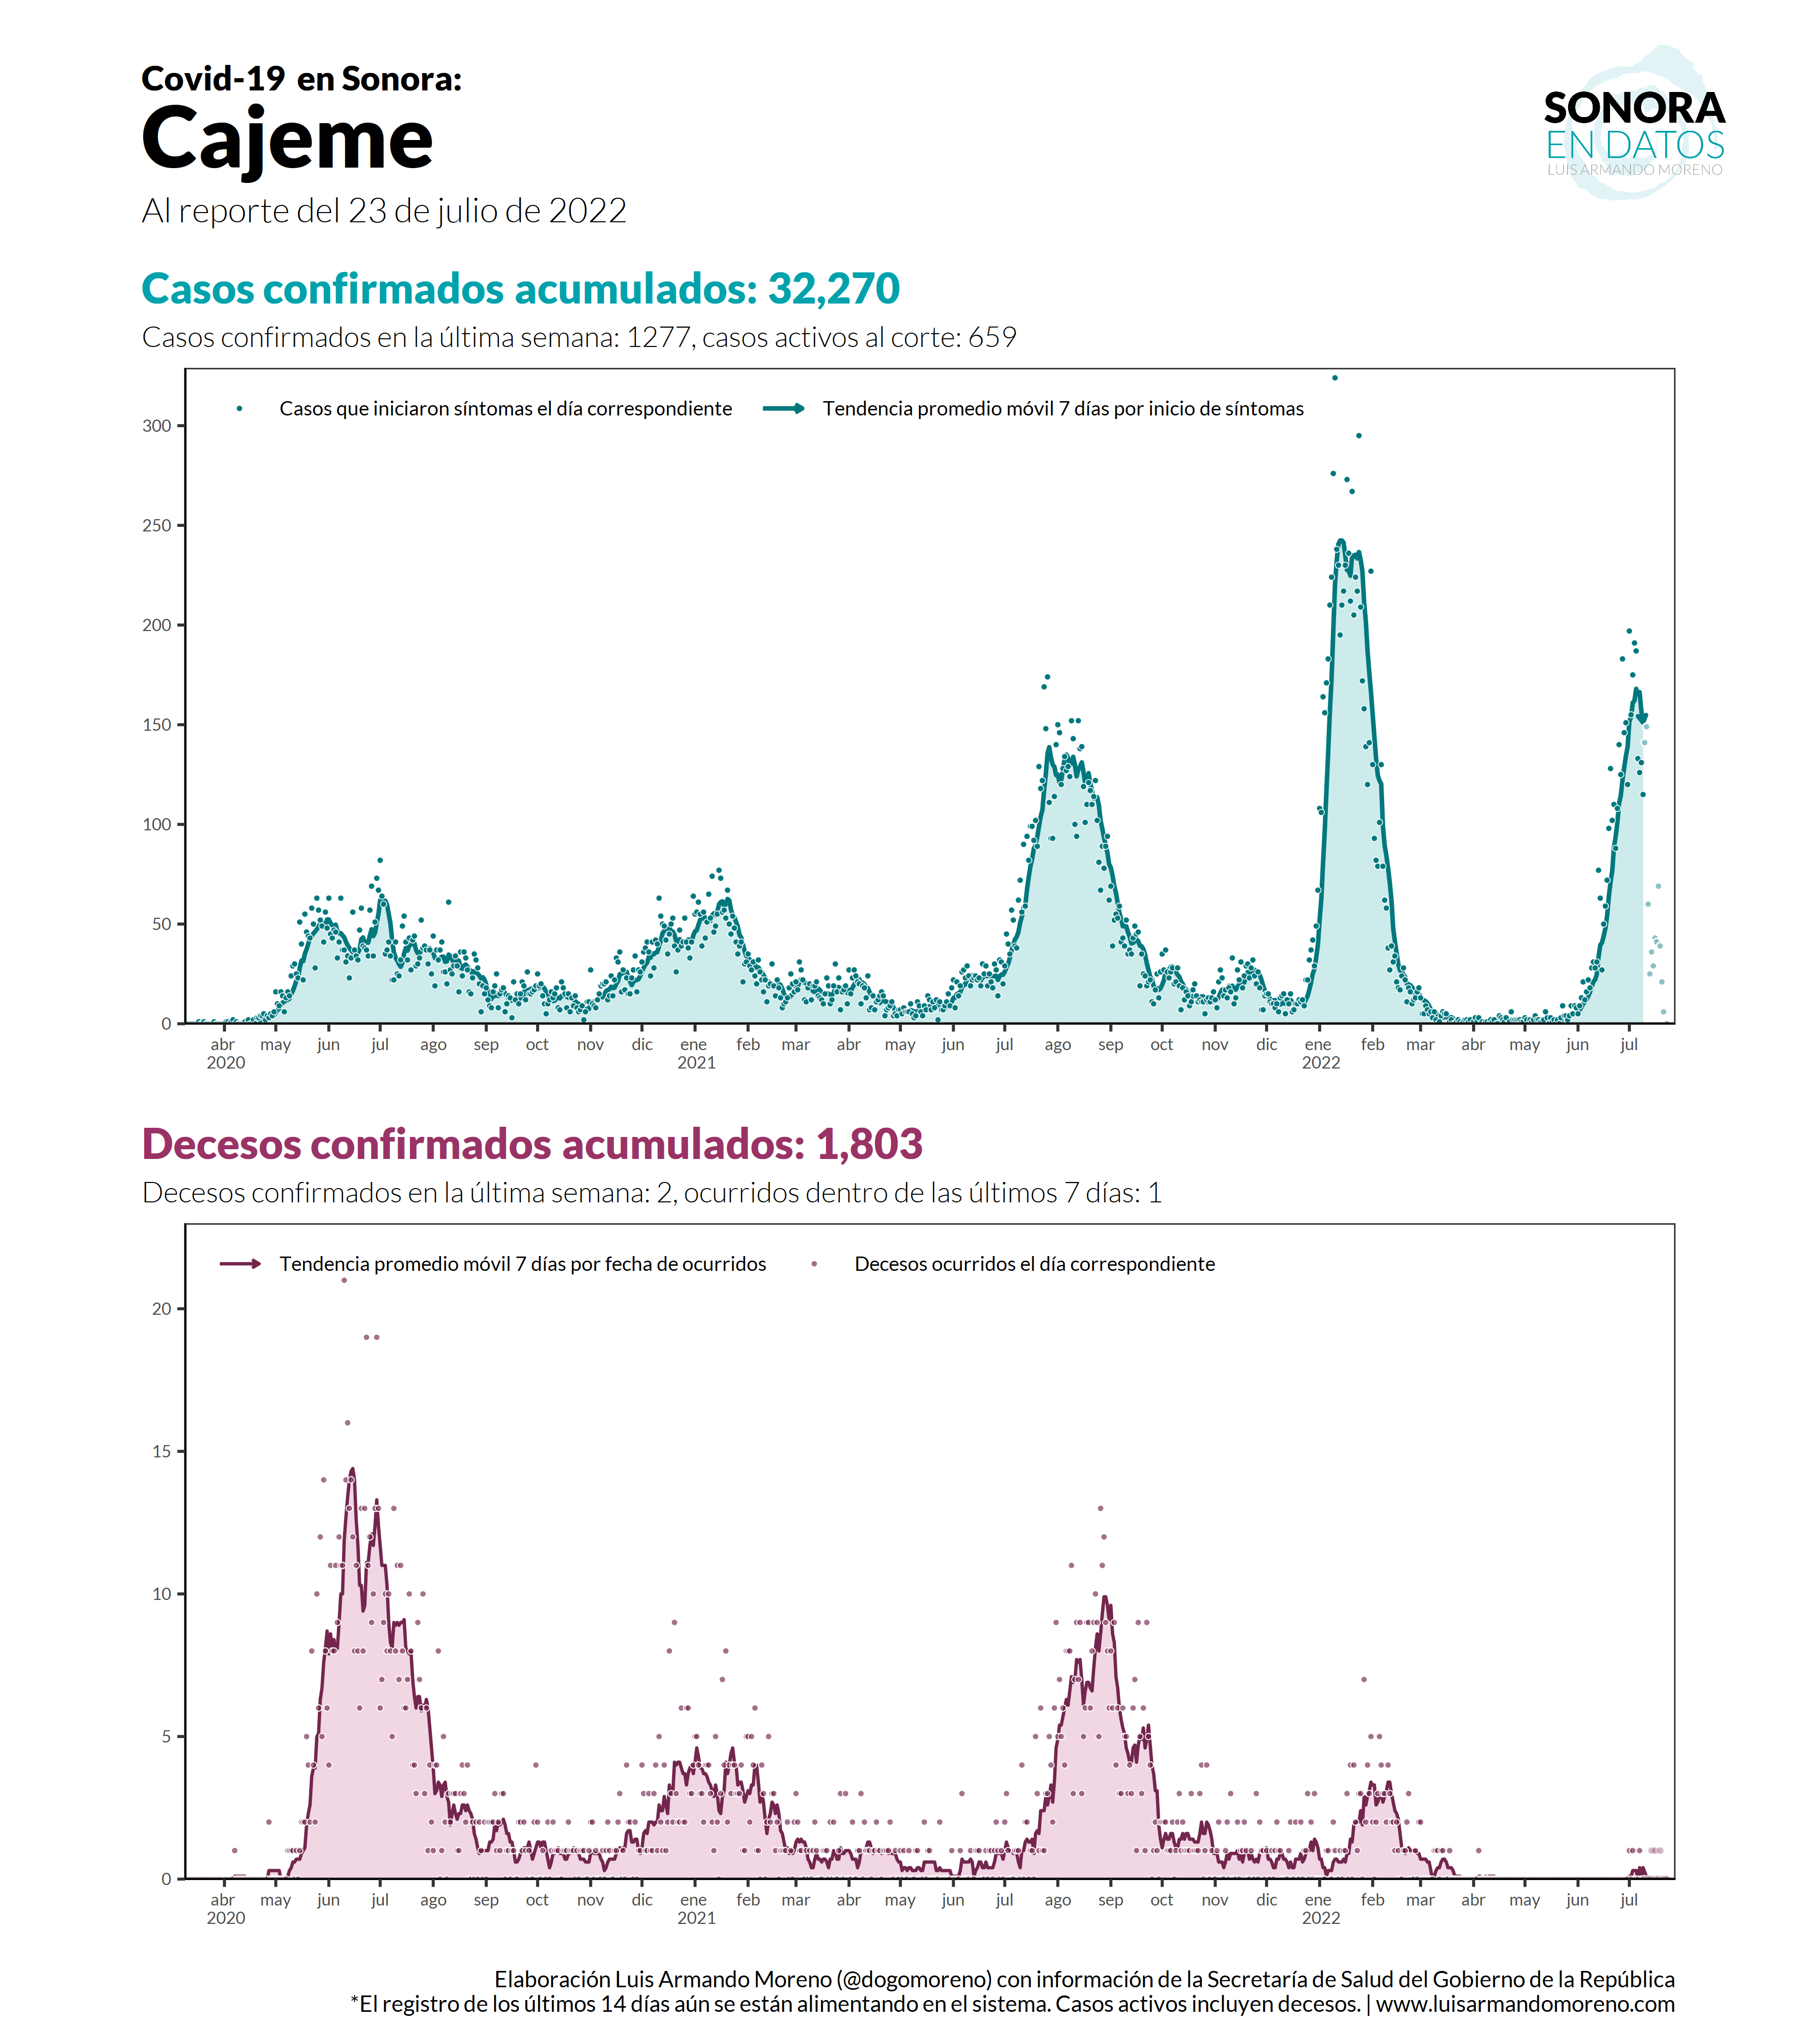 Covid-19 en Sonora:
Cajeme
Al reporte del 23 de julio de 2022
SONORA
EN DATOS
LUIS ARMANDO MORENO
Casos confirmados acumulados: 32,270
Casos confirmados en la última semana: 1277, casos activos al corte: 659
Casos que iniciaron síntomas el día correspondiente
Tendencia promedio móvil 7 días por inicio de síntomas
300
250
200
150
100
50
0
abr may jun jul ago sep oct nov dic ene feb mar abr may jun jul ago sep oct nov dic ene feb mar abr may jun jul
2020 2021 2022
Decesos confirmados acumulados: 1,803
Decesos confirmados en la última semana: 2, ocurridos dentro de las últimos 7 días: 1
Tendencia promedio móvil 7 días por fecha de ocurridos
Decesos ocurridos el día correspondiente
20
15
10
5
0
abr may jun jul ago sep oct nov dic ene feb mar abr may jun jul ago sep oct nov dic ene feb mar abr may jun jul
2020 2021 2022
Elaboración Luis Armando Moreno (@dogomoreno) con información de la Secretaría de Salud del Gobierno de la República
*El registro de los últimos 14 días aún se están alimentando en el sistema. Casos activos incluyen decesos. | www.luisarmandomoreno.com